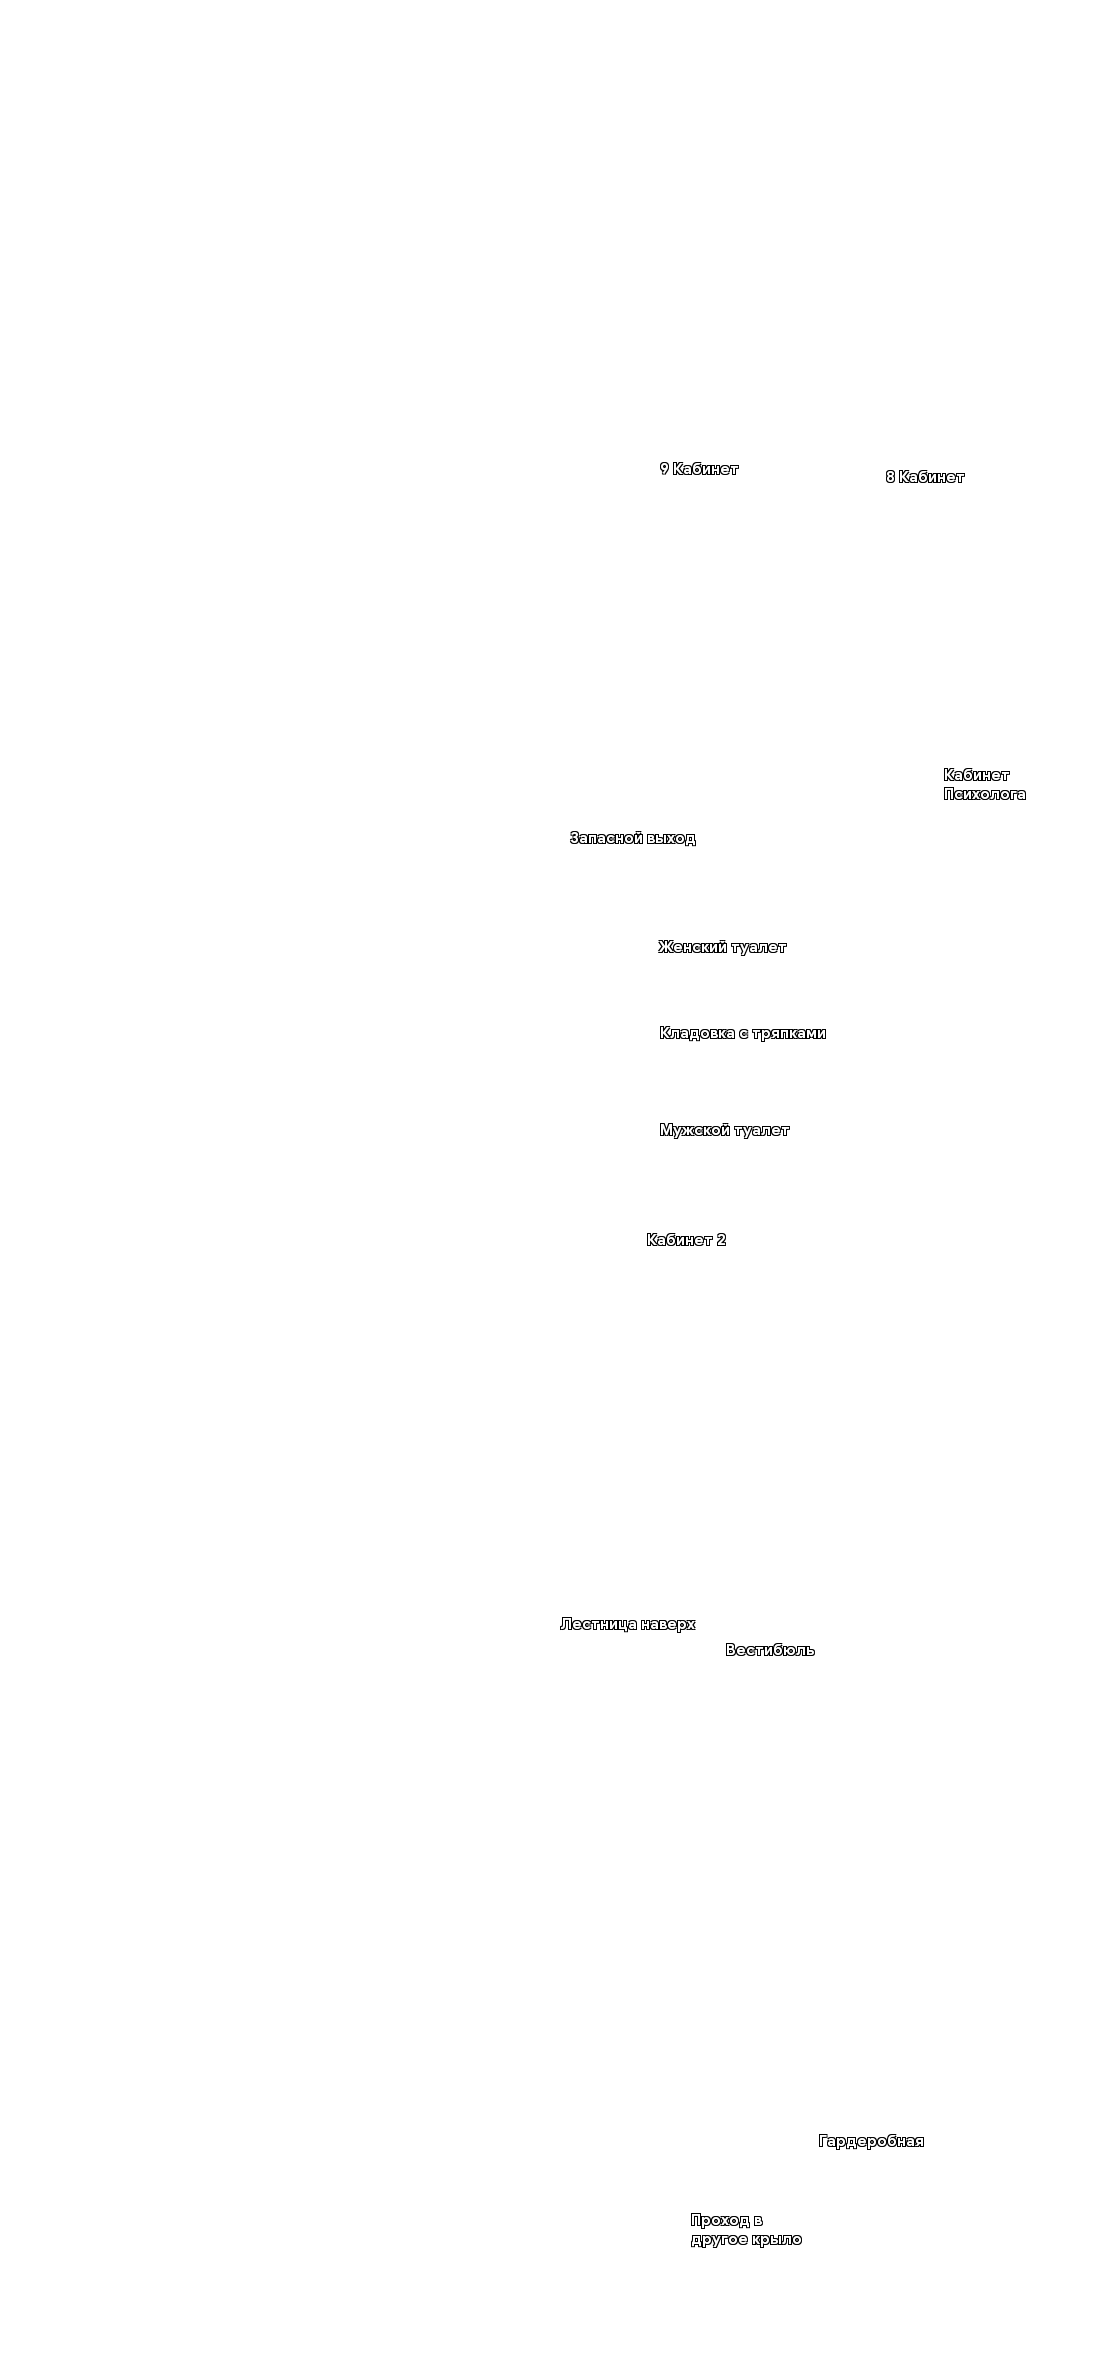 9 Кабинет
8 Кабинет
Кабинет
Психолога
Запасной выход
Женский туалет
Кладовка с тряпками
Мужской туалет
Кабинет 2
Лестница наверх
Вестибюль
Гардеробная
Проход в
другое крыло